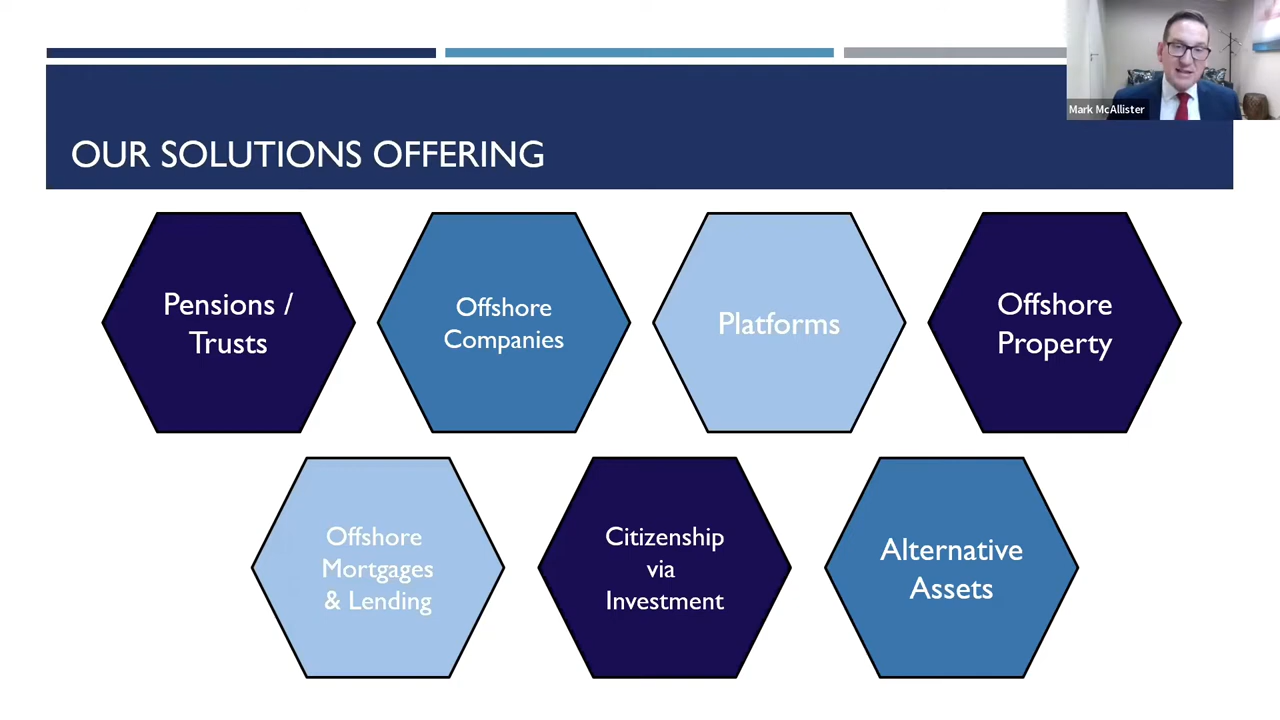 Mark McAllister
OUR SOLUTIONS OFFERING
Pensions /
Trusts
Offshore
Companies
Platforms
Offshore
Property
Offshore
Mortgages
& Lending
Citizenship
via
Investment
Alternative
Assets